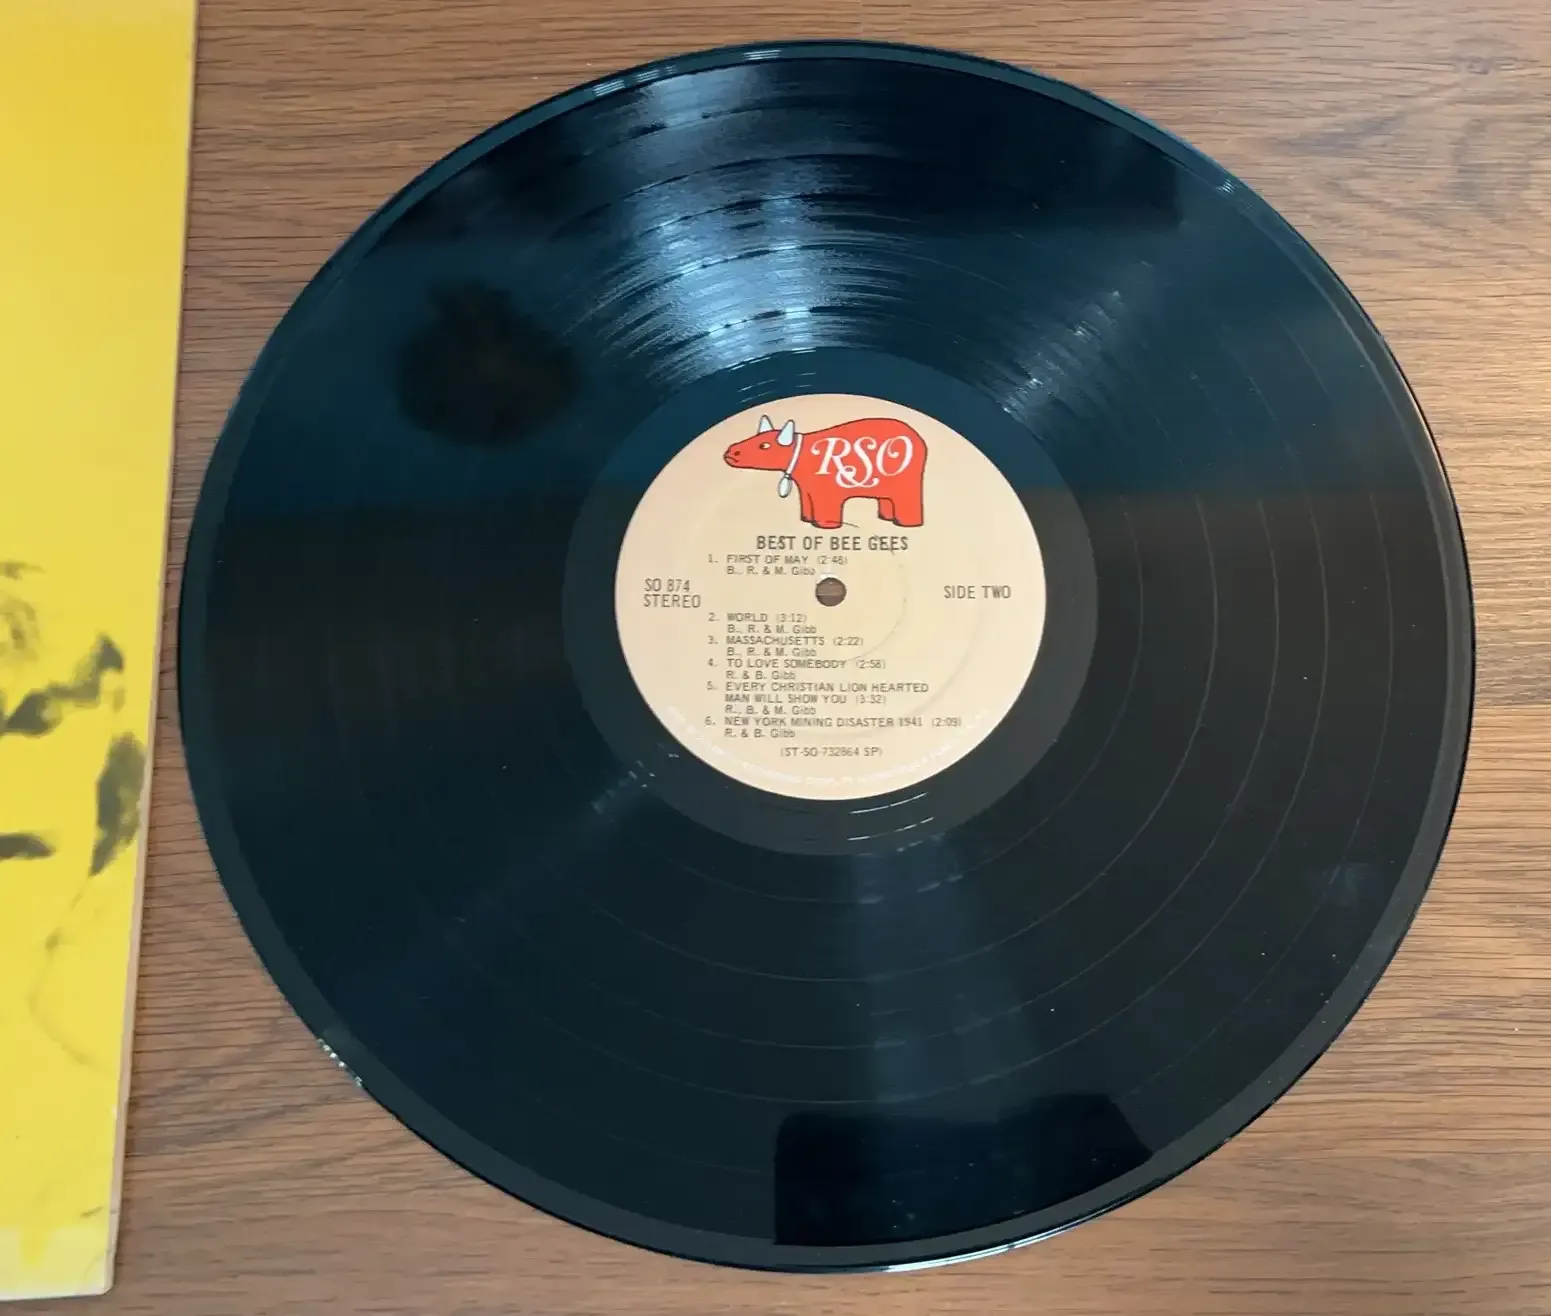 RSO
BEST OF BEE GEES
1. FIRST OF MAY (2:48)
B., R. & M. Gibb
SO 874
STEREO
SIDE TWO
2. WORLD (3:12)
B., R. & M. Gibb
3. MASSACHUSETTS (2:22)
B., R. & M. Gibb
4. TO LOVE SOMEBODY (2:58)
R. & B. Gibb
5. EVERY CHRISTIAN LION HEARTED
MAN WILL SHOW YOU (3:32)
R., B. & M. Gibb
6. NEW YORK MINING DISASTER 1941 (2:09)
R. & B. Gibb
(ST-SO-732864 SP)